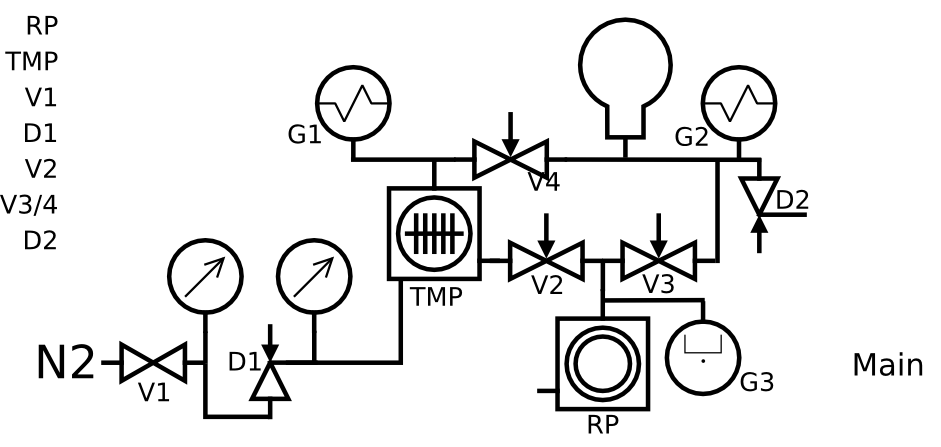 RP
TMP
V1
D1
V2
V3/4
D2
G1
G2
V4
D2
TMP
V2
V3
N2
V1
D1
G3
RP
Main